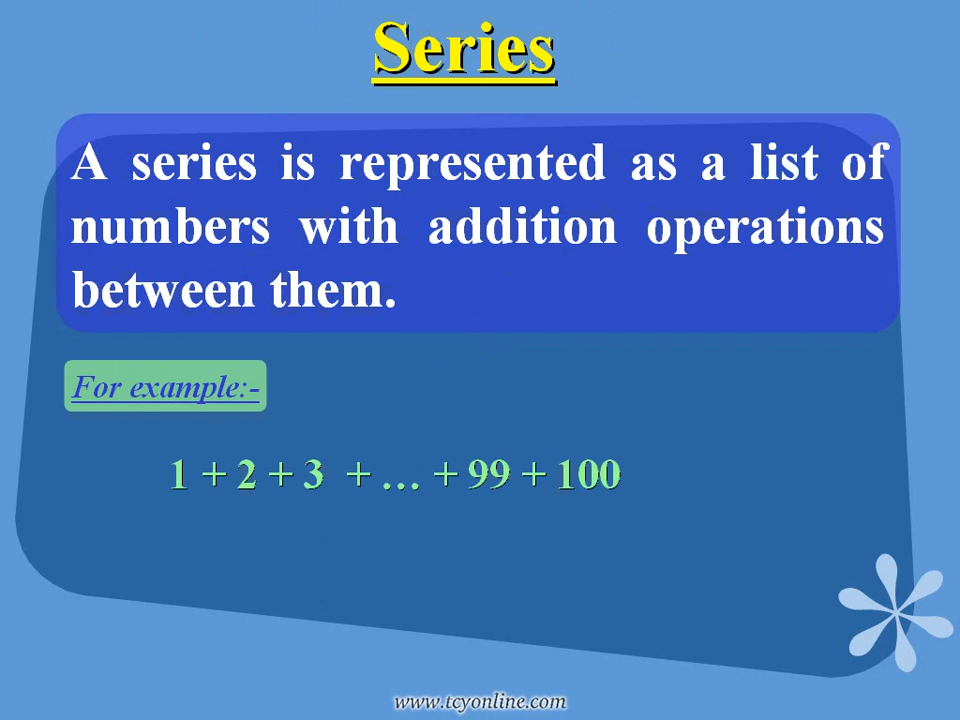 Series
A series is represented as a list of
numbers with addition operations
between them.
For example:-
1 + 2 + 3 + … + 99 + 100
www.tcyonline.com